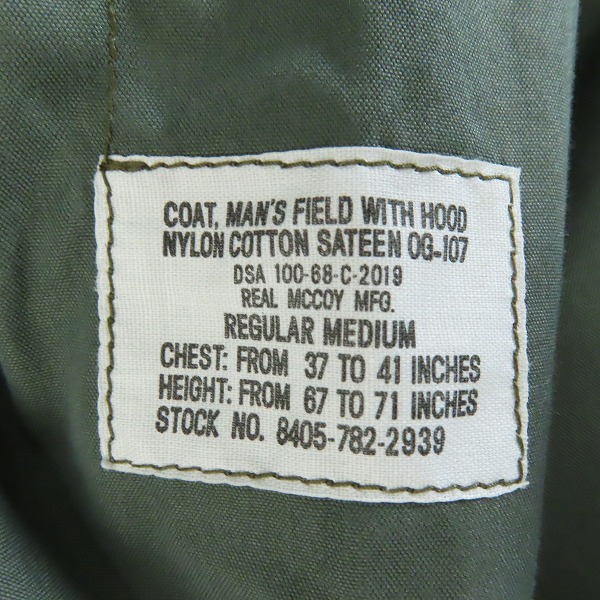 COAT, MAN'S FIELD WITH HOOD
NYLON COTTON SATEEN OG-107
DSA 100-68-C-2019
REAL MCCOY MFG.
REGULAR MEDIUM
CHEST: FROM 37 TO 41 INCHES
HEIGHT: FROM 67 TO 71 INCHES
STOCK NO. 8405-782-2939